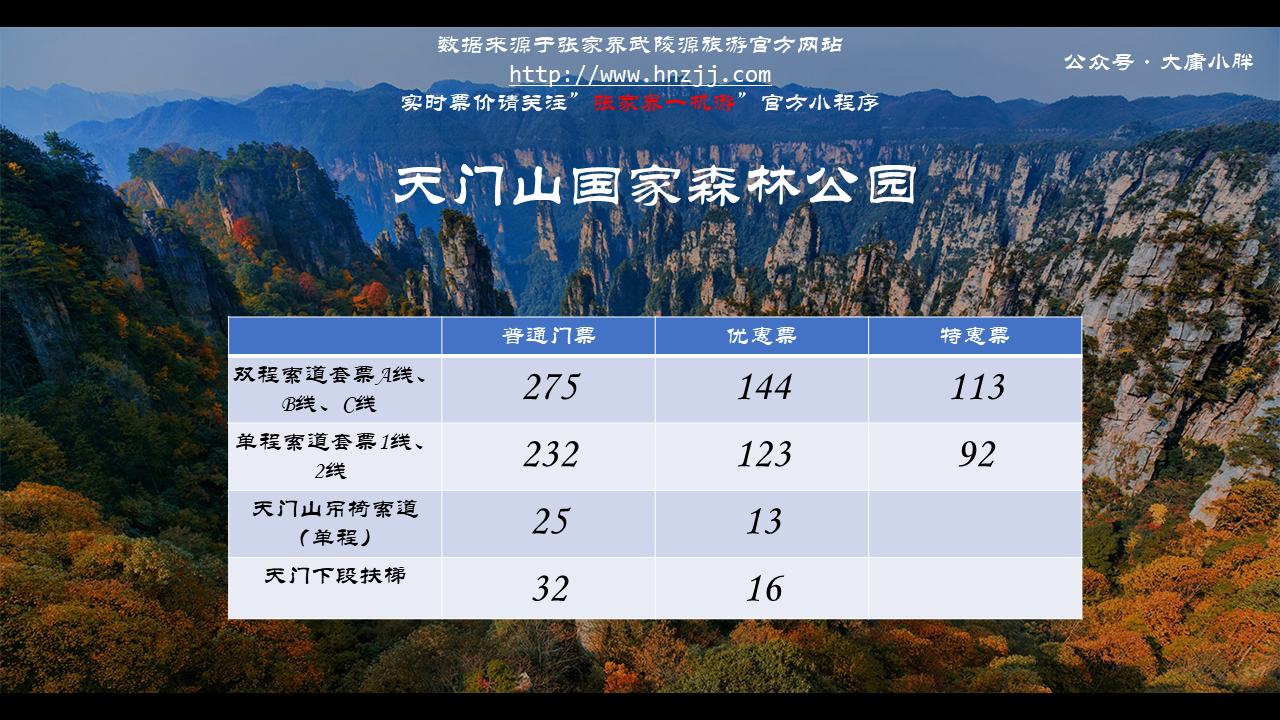 数据来源于张家界武陵源旅游官方网站
http://www.hnzjj.com
实时票价请关注”张家界一机游”官方小程序
公众号·大庸小胖
天门山国家森林公园
普通门票 优惠票 特惠票
双程索道套票A线、
B线、C线
275 144 113
单程索道套票1线、
2线
232 123 92
天门山吊椅索道
（单程）
25 13
天门下段扶梯
32 16